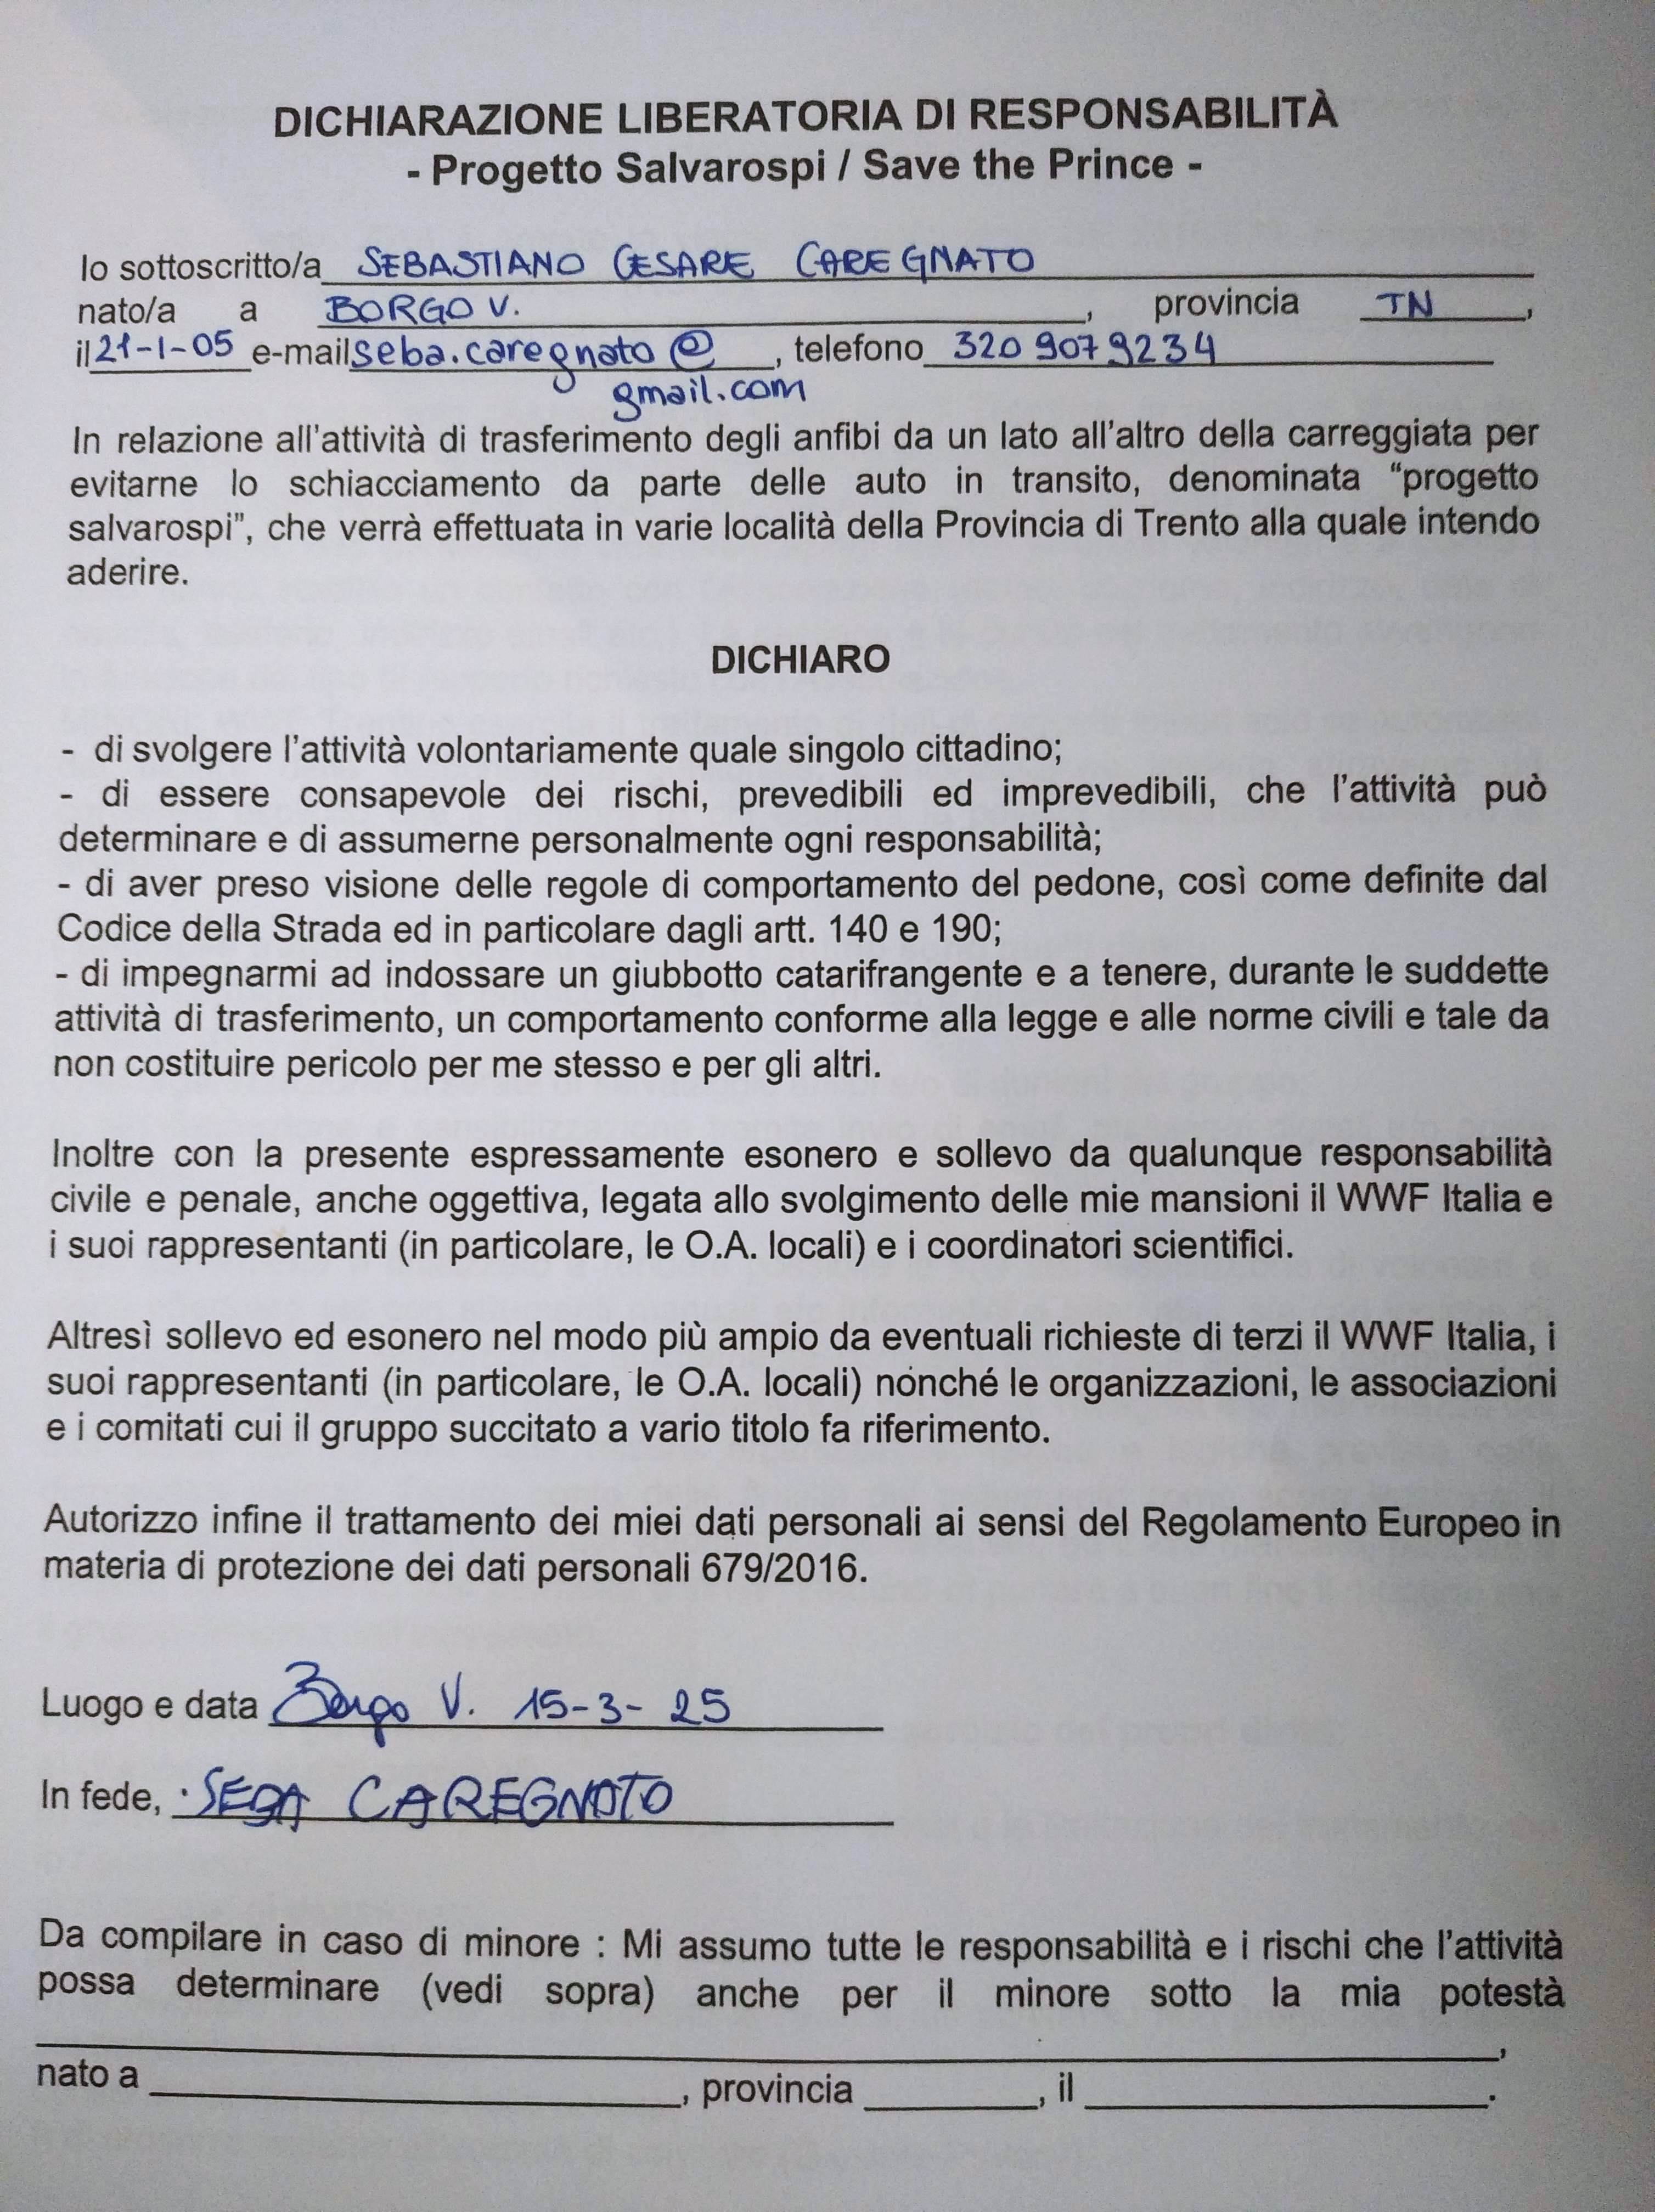 DICHIARAZIONE LIBERATORIA DI RESPONSABILITÀ
- Progetto Salvarospi / Save the Prince -
Io sottoscritto/a SEBASTIANO CESARE CAREGNATO
nato/a a BORGO V. , provincia TN ,
il 21-1-05 e-mail seba.caregnato@ , telefono 320 9079234
gmail.com
In relazione all'attività di trasferimento degli anfibi da un lato all'altro della carreggiata per
evitarne lo schiacciamento da parte delle auto in transito, denominata "progetto
salvarospi", che verrà effettuata in varie località della Provincia di Trento alla quale intendo
aderire.
DICHIARO
- di svolgere l'attività volontariamente quale singolo cittadino;
- di essere consapevole dei rischi, prevedibili ed imprevedibili, che l'attività può
determinare e di assumerne personalmente ogni responsabilità;
- di aver preso visione delle regole di comportamento del pedone, così come definite dal
Codice della Strada ed in particolare dagli artt. 140 e 190;
- di impegnarmi ad indossare un giubbotto catarifrangente e a tenere, durante le suddette
attività di trasferimento, un comportamento conforme alla legge e alle norme civili e tale da
non costituire pericolo per me stesso e per gli altri.
Inoltre con la presente espressamente esonero e sollevo da qualunque responsabilità
civile e penale, anche oggettiva, legata allo svolgimento delle mie mansioni il WWF Italia e
i suoi rappresentanti (in particolare, le O.A. locali) e i coordinatori scientifici.
Altresì sollevo ed esonero nel modo più ampio da eventuali richieste di terzi il WWF Italia, i
suoi rappresentanti (in particolare, le O.A. locali) nonché le organizzazioni, le associazioni
e i comitati cui il gruppo succitato a vario titolo fa riferimento.
Autorizzo infine il trattamento dei miei dati personali ai sensi del Regolamento Europeo in
materia di protezione dei dati personali 679/2016.
Luogo e data Borgo V. 15-3-25
In fede, SEBA CAREGNATO
Da compilare in caso di minore : Mi assumo tutte le responsabilità e i rischi che l'attività
possa determinare (vedi sopra) anche per il minore sotto la mia potestà
,
nato a , provincia , il .